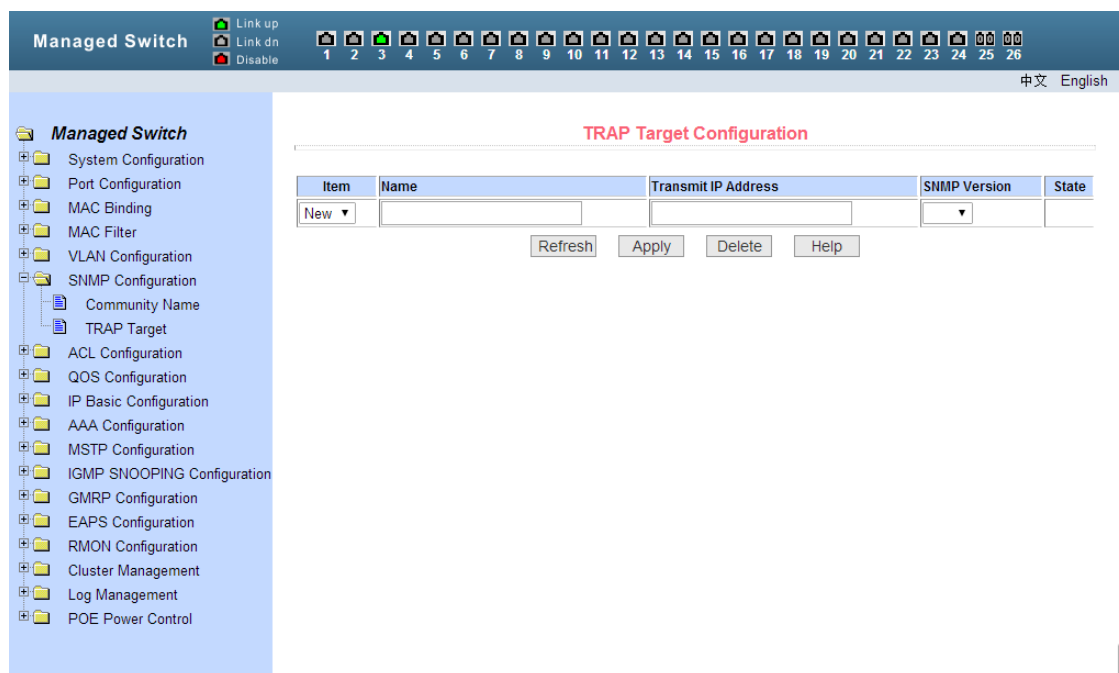 Managed Switch
Link up
Link dn
Disable
1 2 3 4 5 6 7 8 9 10 11 12 13 14 15 16 17 18 19 20 21 22 23 24 25 26
中文 English
Managed Switch
System Configuration
Port Configuration
MAC Binding
MAC Filter
VLAN Configuration
SNMP Configuration
Community Name
TRAP Target
ACL Configuration
QOS Configuration
IP Basic Configuration
AAA Configuration
MSTP Configuration
IGMP SNOOPING Configuration
GMRP Configuration
EAPS Configuration
RMON Configuration
Cluster Management
Log Management
POE Power Control
TRAP Target Configuration
Item Name Transmit IP Address SNMP Version State
New
Refresh Apply Delete Help